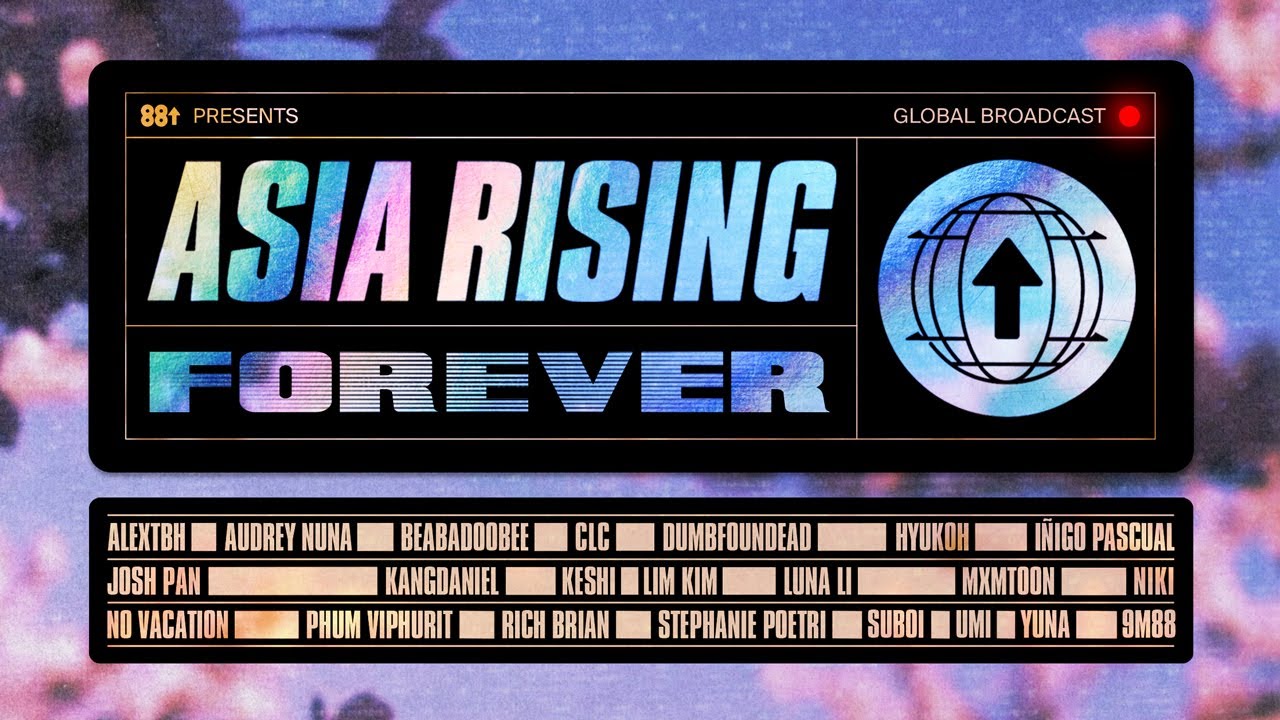 88↑ PRESENTS
GLOBAL BROADCAST
ASIA RISING
FOREVER
ALEXTBH AUDREY NUNA BEABADOOBEE CLC DUMBFOUNDEAD HYUKOH IÑIGO PASCUAL
JOSH PAN KANGDANIEL KESHI LIM KIM LUNA LI MXMTOON NIKI
NO VACATION PHUM VIPHURIT RICH BRIAN STEPHANIE POETRI SUBOI UMI YUNA 9M88